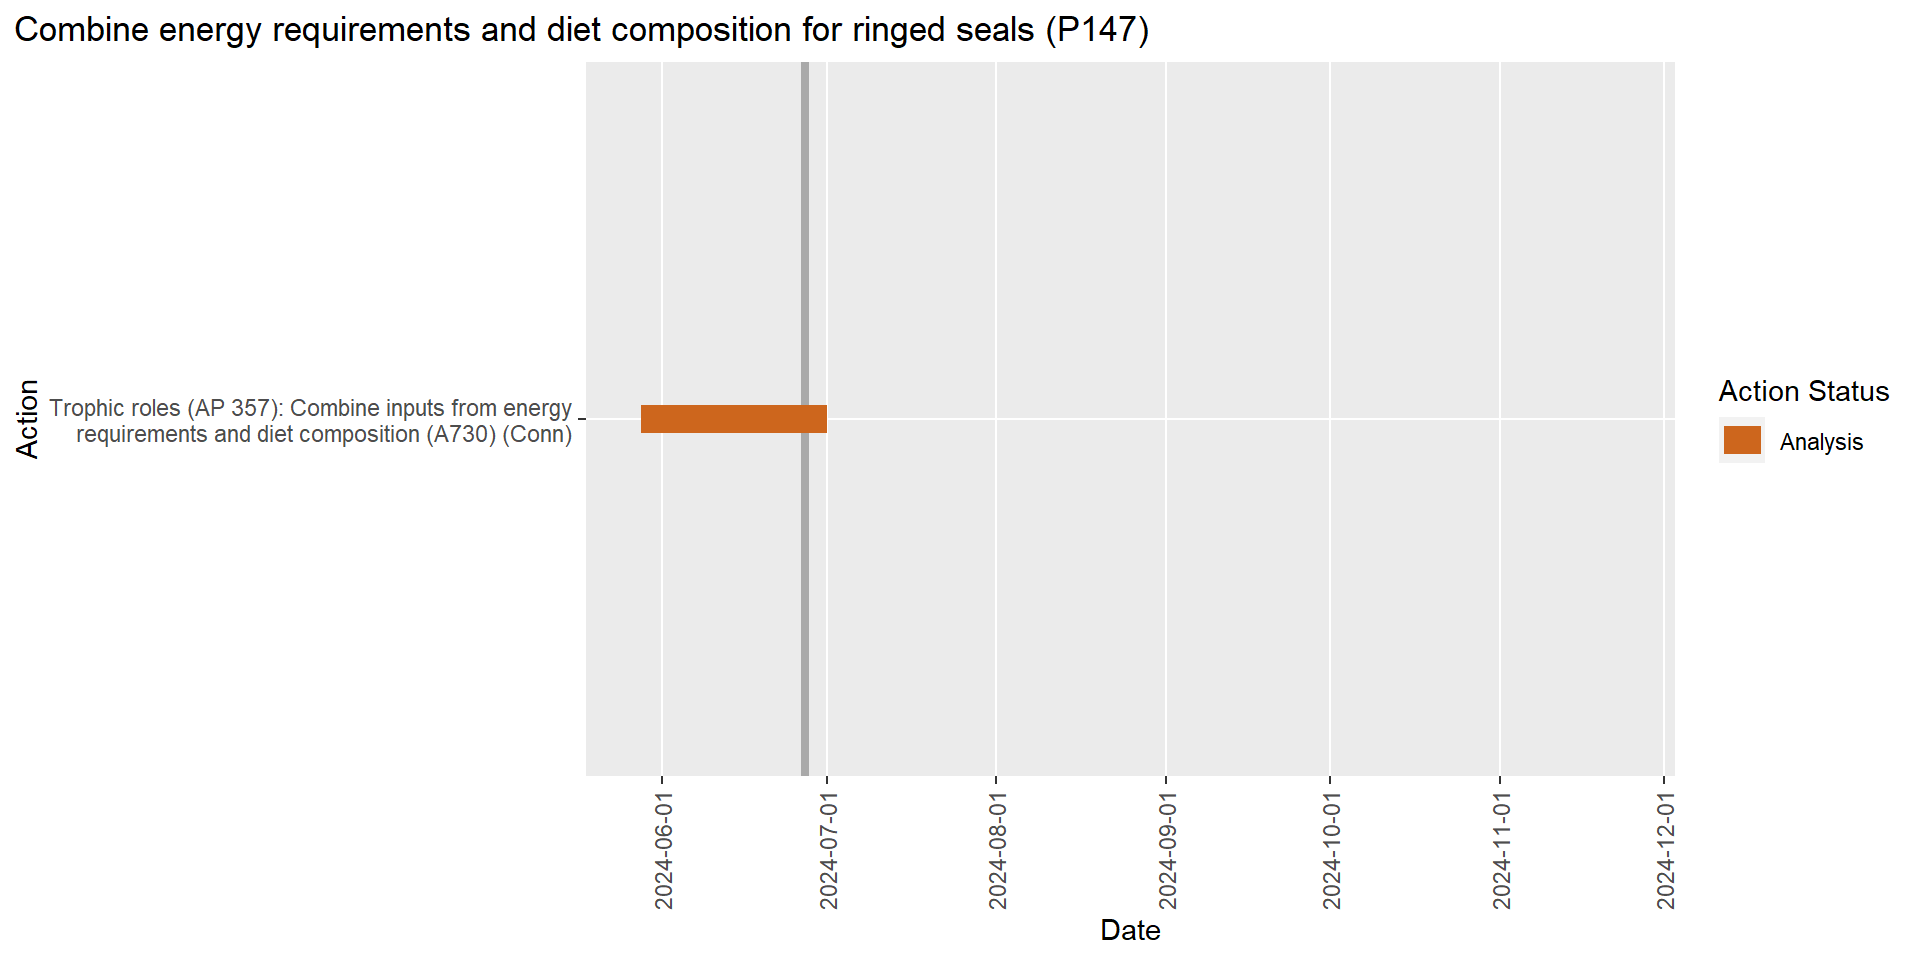 Combine energy requirements and diet composition for ringed seals (P147)
Action
Trophic roles (AP 357): Combine inputs from energy
requirements and diet composition (A730) (Conn)
Action Status
Analysis
2024-06-01
2024-07-01
2024-08-01
2024-09-01
2024-10-01
2024-11-01
2024-12-01
Date